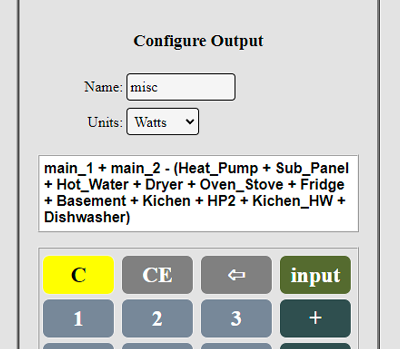 Configure Output
Name: misc
Units: Watts
main_1 + main_2 - (Heat_Pump + Sub_Panel
+ Hot_Water + Dryer + Oven_Stove + Fridge
+ Basement + Kichen + HP2 + Kichen_HW +
Dishwasher)
C CE ⇦ input
1 2 3 +